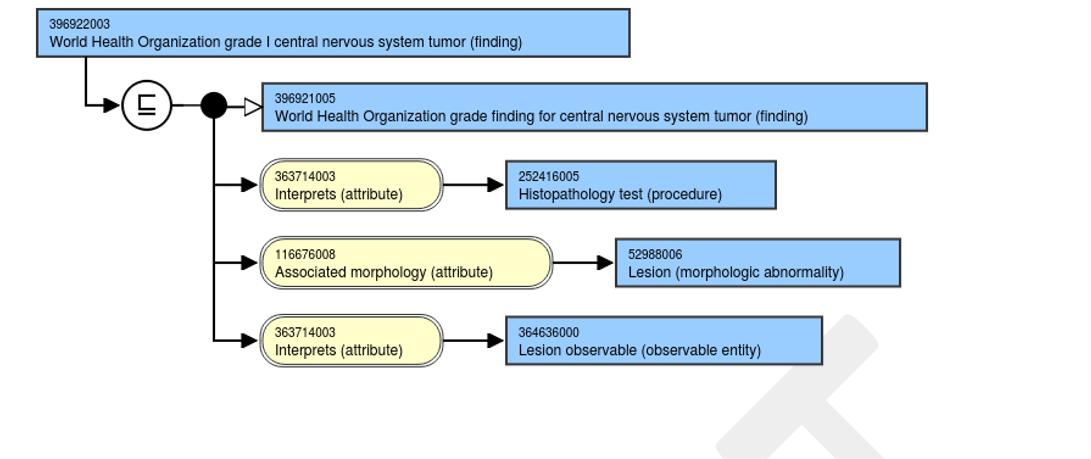 396922003
World Health Organization grade I central nervous system tumor (finding)
⊑
396921005
World Health Organization grade finding for central nervous system tumor (finding)
363714003
Interprets (attribute)
252416005
Histopathology test (procedure)
116676008
Associated morphology (attribute)
52988006
Lesion (morphologic abnormality)
363714003
Interprets (attribute)
364636000
Lesion observable (observable entity)